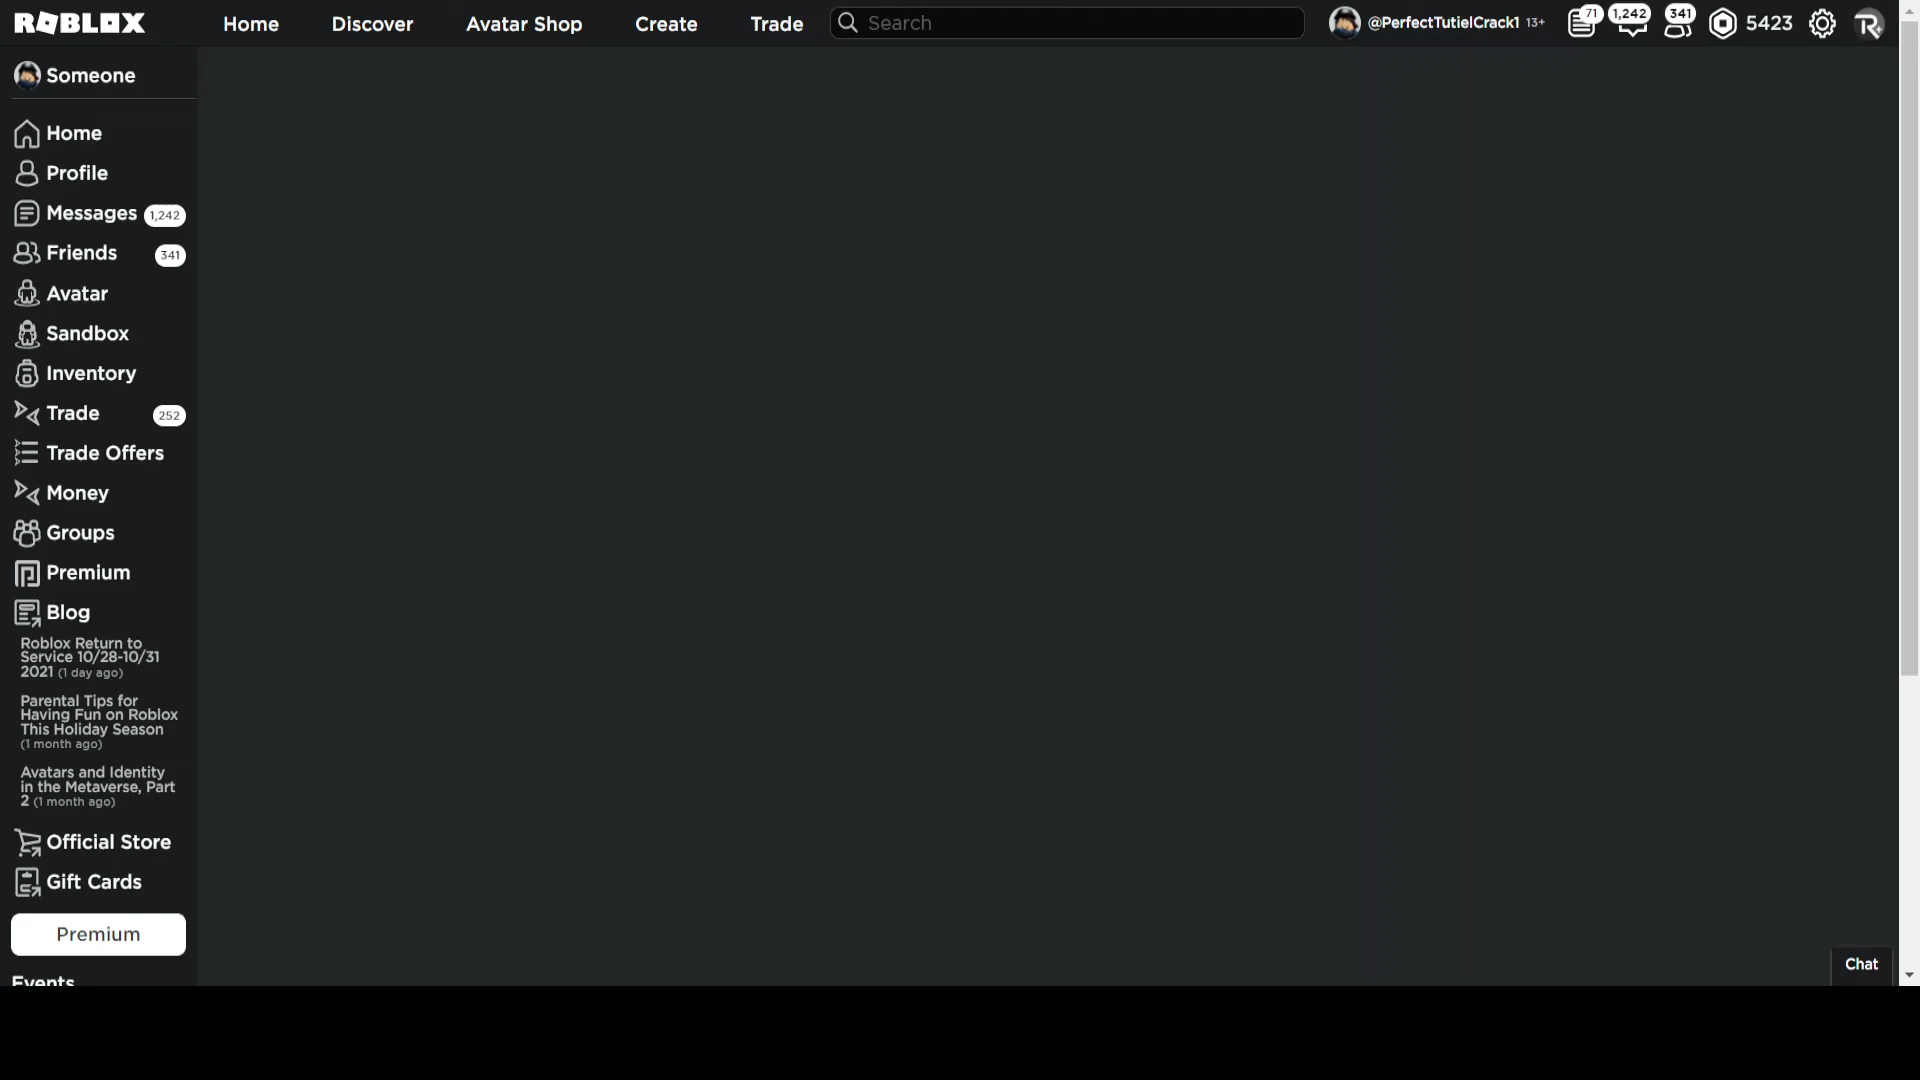 ROBLOX
Home
Discover
Avatar Shop
Create
Trade
Search
@PerfectTutielCrack1 13+
71
1,242
341
5423
Someone
Home
Profile
Messages 1,242
Friends 341
Avatar
Sandbox
Inventory
Trade 252
Trade Offers
Money
Groups
Premium
Blog
Roblox Return to
Service 10/28-10/31
2021 (1 day ago)
Parental Tips for
Having Fun on Roblox
This Holiday Season
(1 month ago)
Avatars and Identity
in the Metaverse, Part
2 (1 month ago)
Official Store
Gift Cards
Premium
Events
Chat